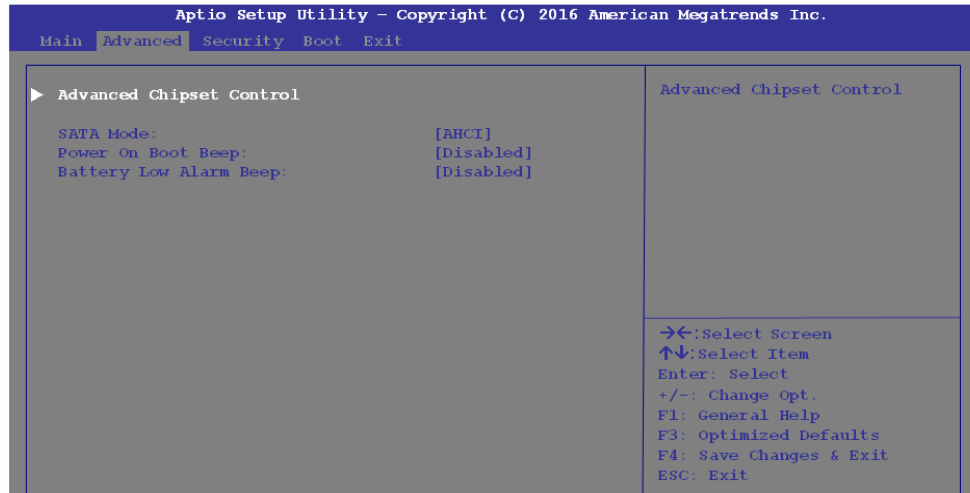 Aptio Setup Utility – Copyright (C) 2016 American Megatrends Inc.
Main Advanced Security Boot Exit
▶ Advanced Chipset Control
SATA Mode: [AHCI]
Power On Boot Beep: [Disabled]
Battery Low Alarm Beep: [Disabled]
Advanced Chipset Control
→←:Select Screen
↑↓:Select Item
Enter: Select
+/-: Change Opt.
F1: General Help
F3: Optimized Defaults
F4: Save Changes & Exit
ESC: Exit